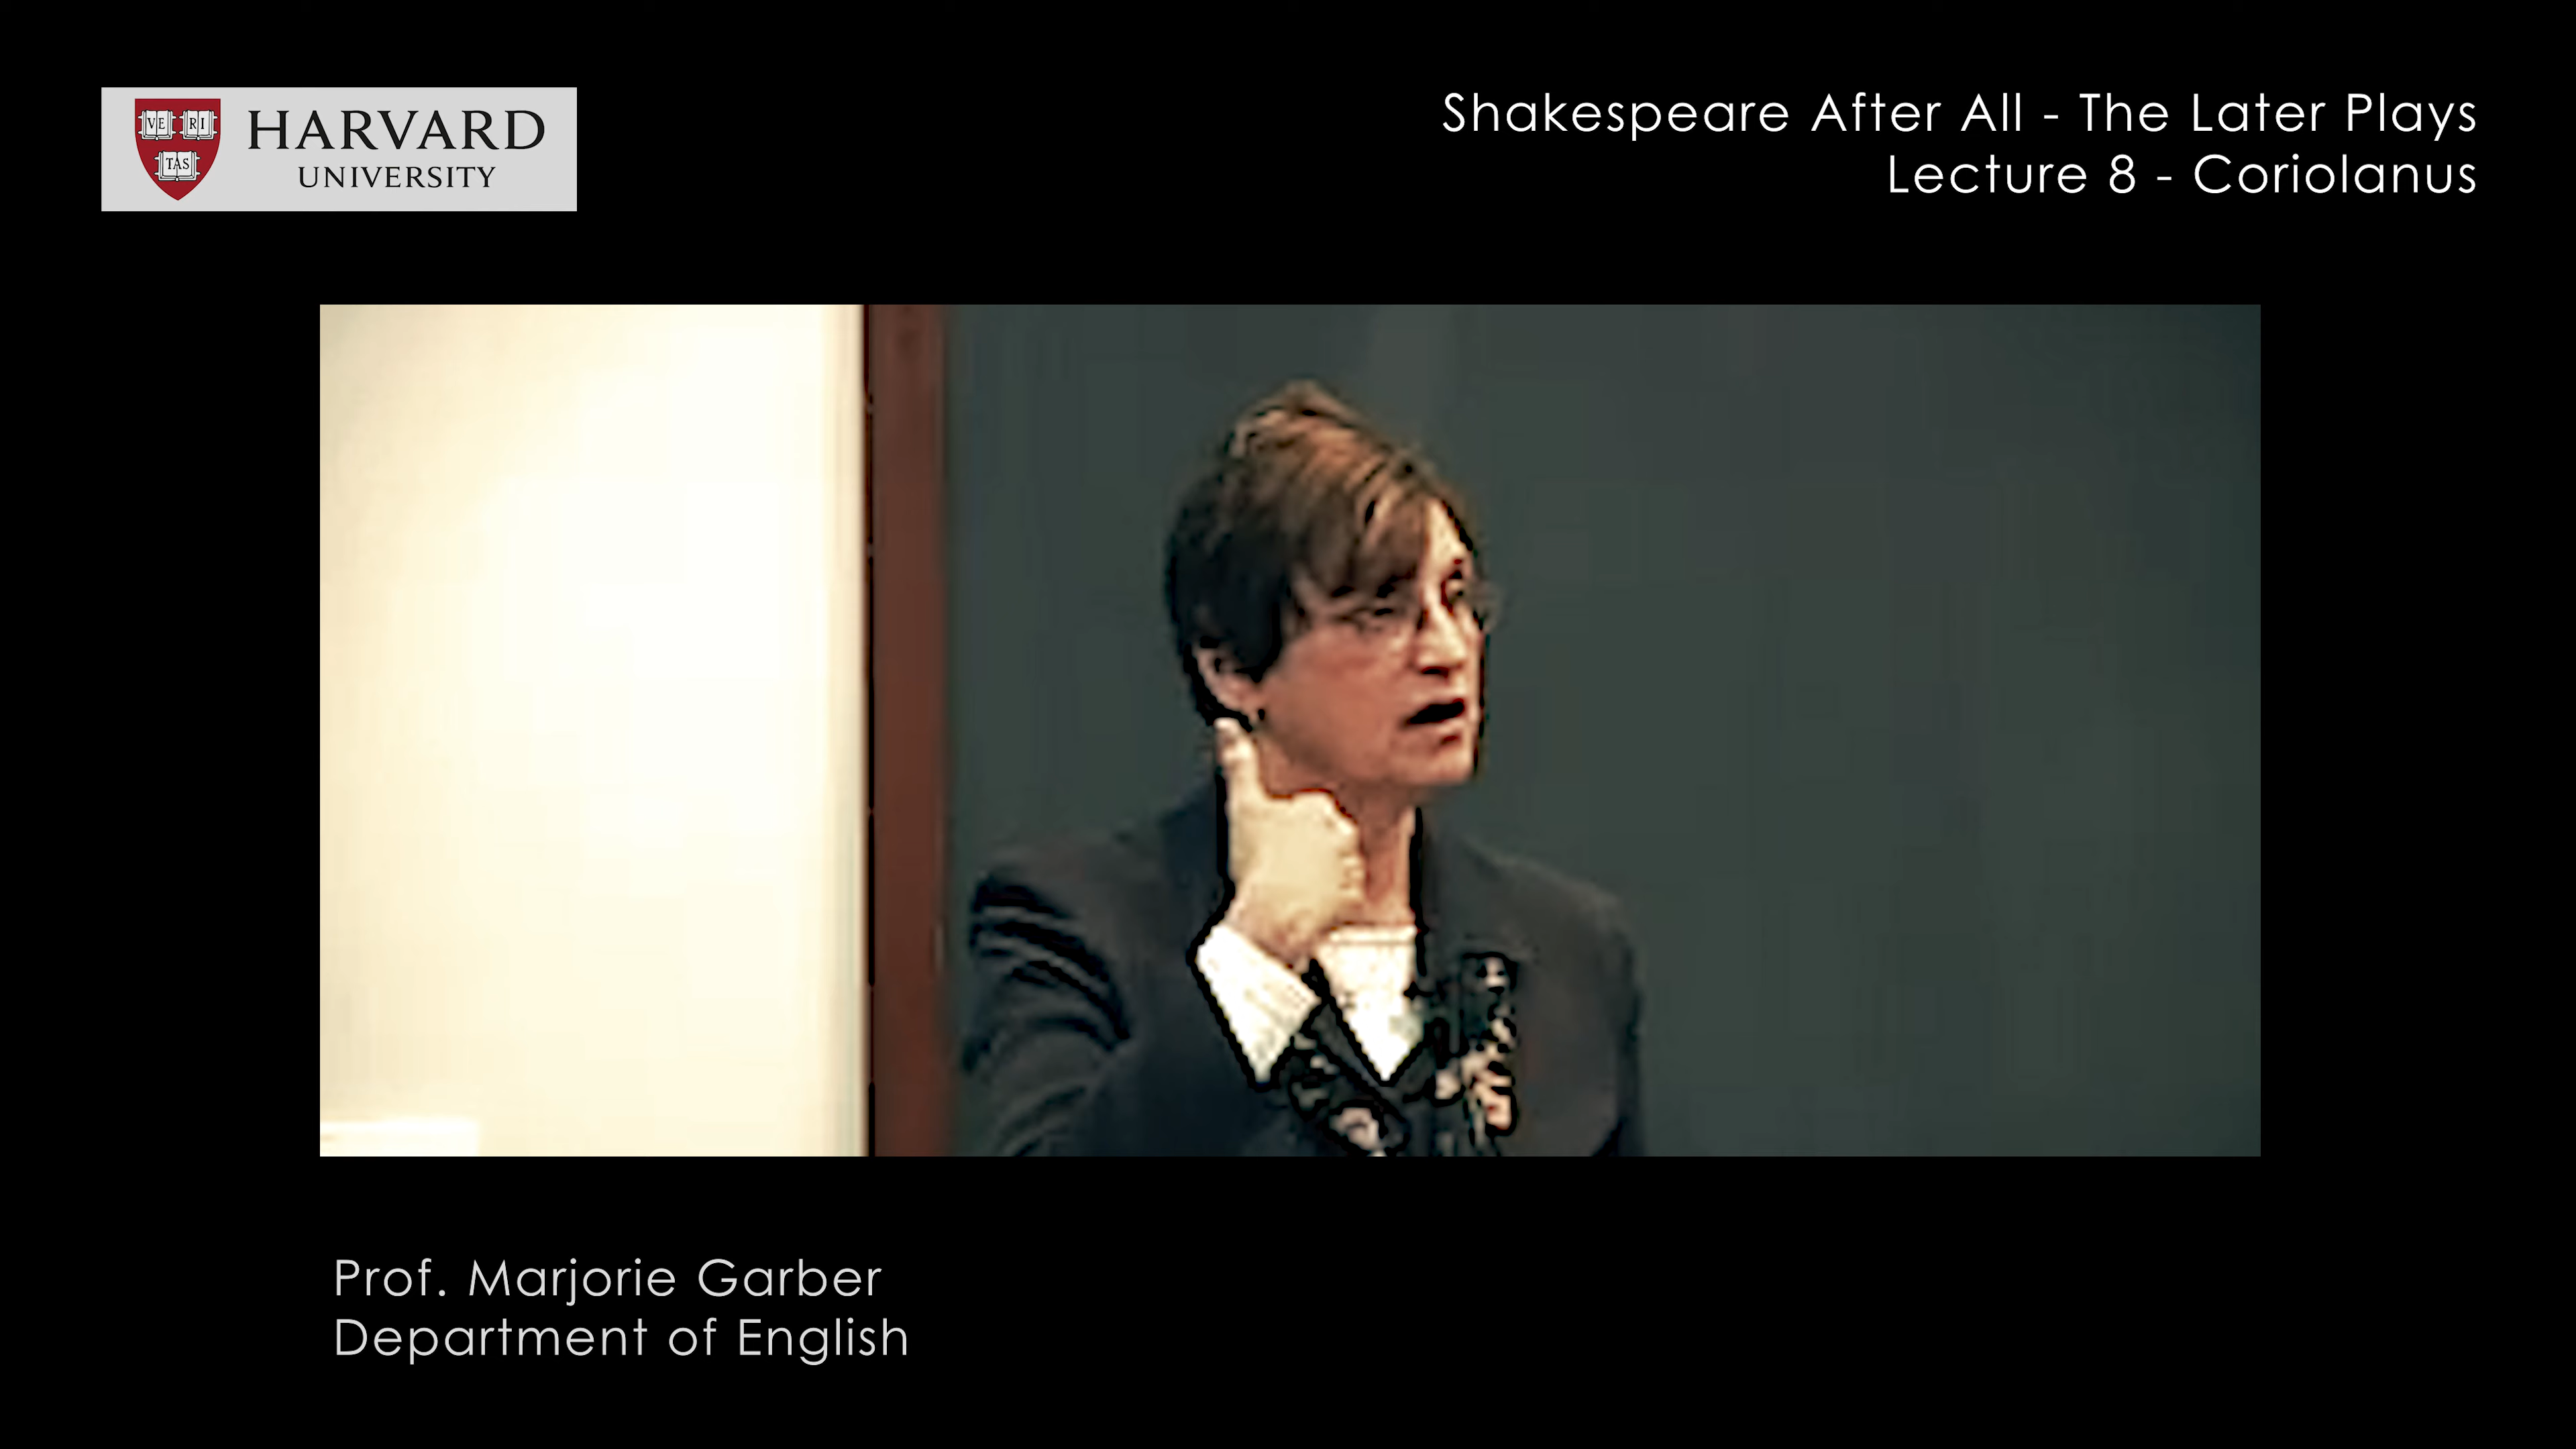 VE RI
TAS
HARVARD
UNIVERSITY
Shakespeare After All - The Later Plays
Lecture 8 - Coriolanus
Prof. Marjorie Garber
Department of English